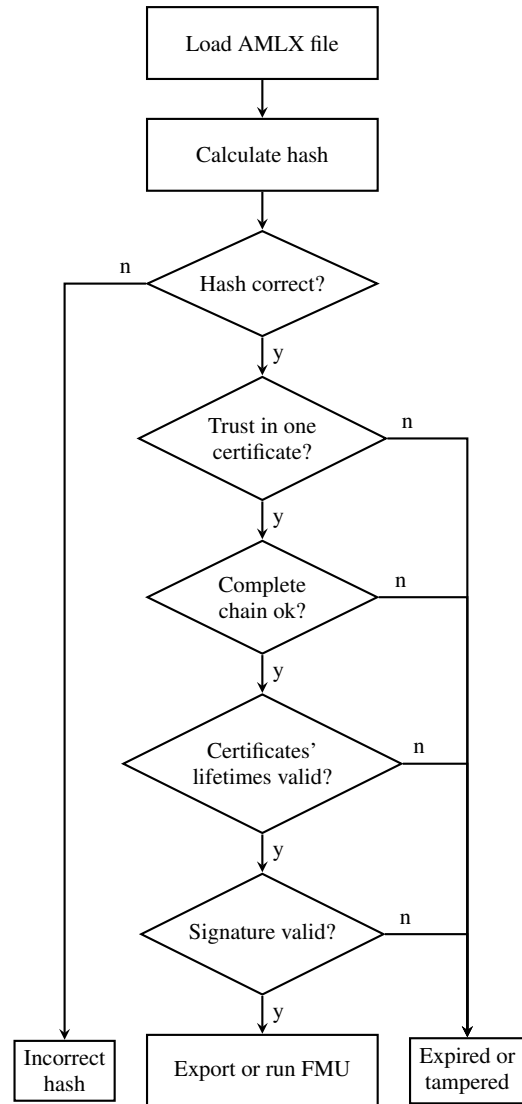 Load AMLX file
Calculate hash
n
Hash correct?
y
Trust in one
certificate?
n
y
Complete
chain ok?
n
y
Certificates’
lifetimes valid?
n
y
Signature valid?
n
y
Incorrect
hash
Export or run FMU
Expired or
tampered